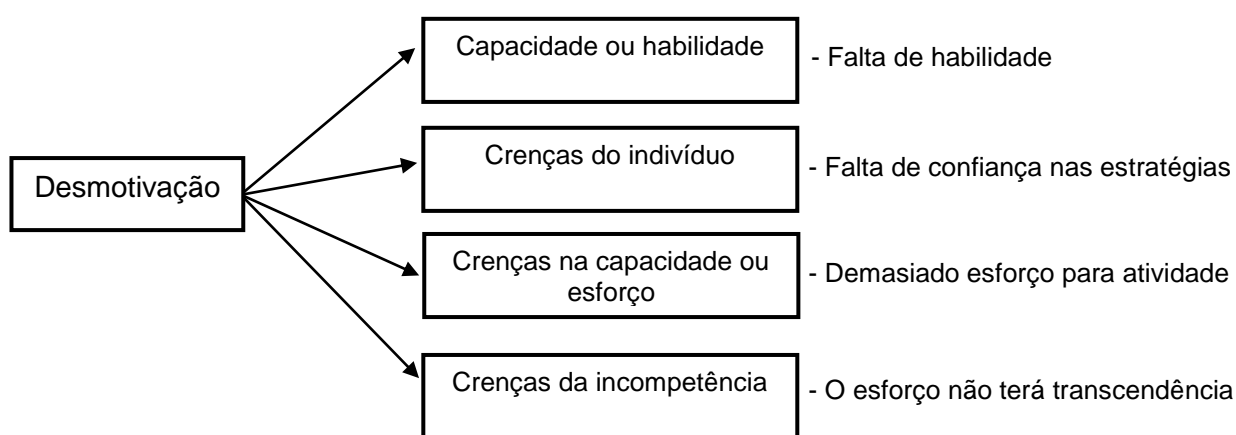 Capacidade ou habilidade
- Falta de habilidade
Desmotivação
Crenças do indivíduo
- Falta de confiança nas estratégias
Crenças na capacidade ou
esforço
- Demasiado esforço para atividade
Crenças da incompetência
- O esforço não terá transcendência